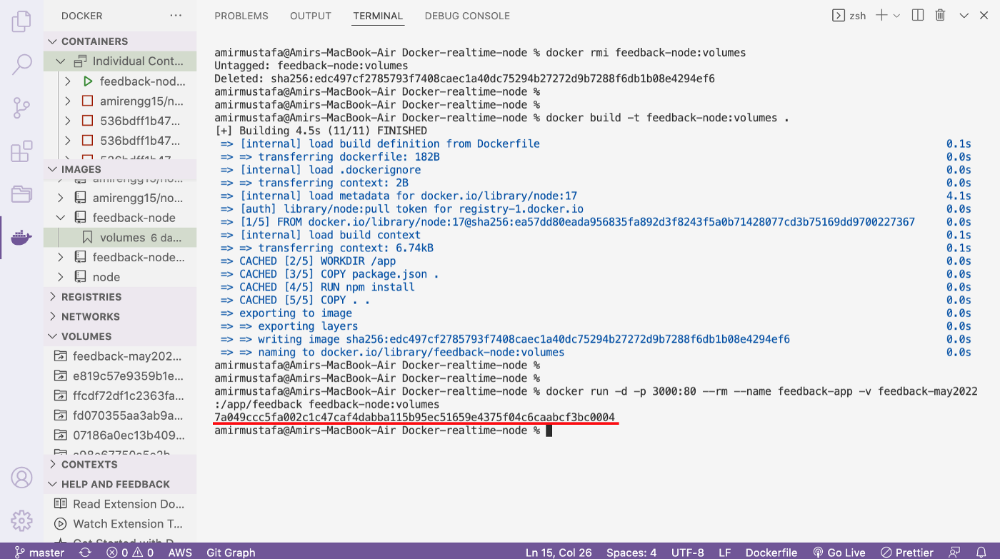 DOCKER
...
CONTAINERS
Individual Cont...
feedback-nod...
amirengg15/n...
536bdff1b47...
536bdff1b47...
536bdff1b47...
IMAGES
amirengg15/no...
amirengg15/no...
feedback-node
volumes 6 da...
feedback-node...
node
REGISTRIES
NETWORKS
VOLUMES
feedback-may202...
e819c57e9359b1e...
ffcdf72df1c2363fa...
fd070355aa3ab9a...
07186a0ec13b409...
CONTEXTS
HELP AND FEEDBACK
Read Extension Do...
Watch Extension T...
Get Started with D...
PROBLEMS OUTPUT TERMINAL DEBUG CONSOLE
zsh
amirmustafa@Amirs-MacBook-Air Docker-realtime-node % docker rmi feedback-node:volumes
Untagged: feedback-node:volumes
Deleted: sha256:edc497cf2785793f7408caec1a40dc75294b27272d9b7288f6db1b08e4294ef6
amirmustafa@Amirs-MacBook-Air Docker-realtime-node %
amirmustafa@Amirs-MacBook-Air Docker-realtime-node %
amirmustafa@Amirs-MacBook-Air Docker-realtime-node % docker build -t feedback-node:volumes .
[+] Building 4.5s (11/11) FINISHED
=> [internal] load build definition from Dockerfile 0.1s
=> => transferring dockerfile: 182B 0.0s
=> [internal] load .dockerignore 0.0s
=> => transferring context: 2B 0.0s
=> [internal] load metadata for docker.io/library/node:17 4.1s
=> [auth] library/node:pull token for registry-1.docker.io 0.0s
=> [1/5] FROM docker.io/library/node:17@sha256:ea57dd80eada956835fa892d3f8243f5a0b71428077cd3b75169dd9700227367 0.0s
=> [internal] load build context 0.1s
=> => transferring context: 6.74kB 0.1s
=> CACHED [2/5] WORKDIR /app 0.0s
=> CACHED [3/5] COPY package.json . 0.0s
=> CACHED [4/5] RUN npm install 0.0s
=> CACHED [5/5] COPY . . 0.0s
=> exporting to image 0.0s
=> => exporting layers 0.0s
=> => writing image sha256:edc497cf2785793f7408caec1a40dc75294b27272d9b7288f6db1b08e4294ef6 0.0s
=> => naming to docker.io/library/feedback-node:volumes 0.0s
amirmustafa@Amirs-MacBook-Air Docker-realtime-node %
amirmustafa@Amirs-MacBook-Air Docker-realtime-node %
amirmustafa@Amirs-MacBook-Air Docker-realtime-node % docker run -d -p 3000:80 --rm --name feedback-app -v feedback-may2022
:/app/feedback feedback-node:volumes
7a049ccc5fa002c1c47caf4dabba115b95ec51659e4375f04c6caabcf3bc0004
amirmustafa@Amirs-MacBook-Air Docker-realtime-node %
master 0 0 AWS Git Graph Ln 15, Col 26 Spaces: 4 UTF-8 LF Dockerfile Go Live Prettier